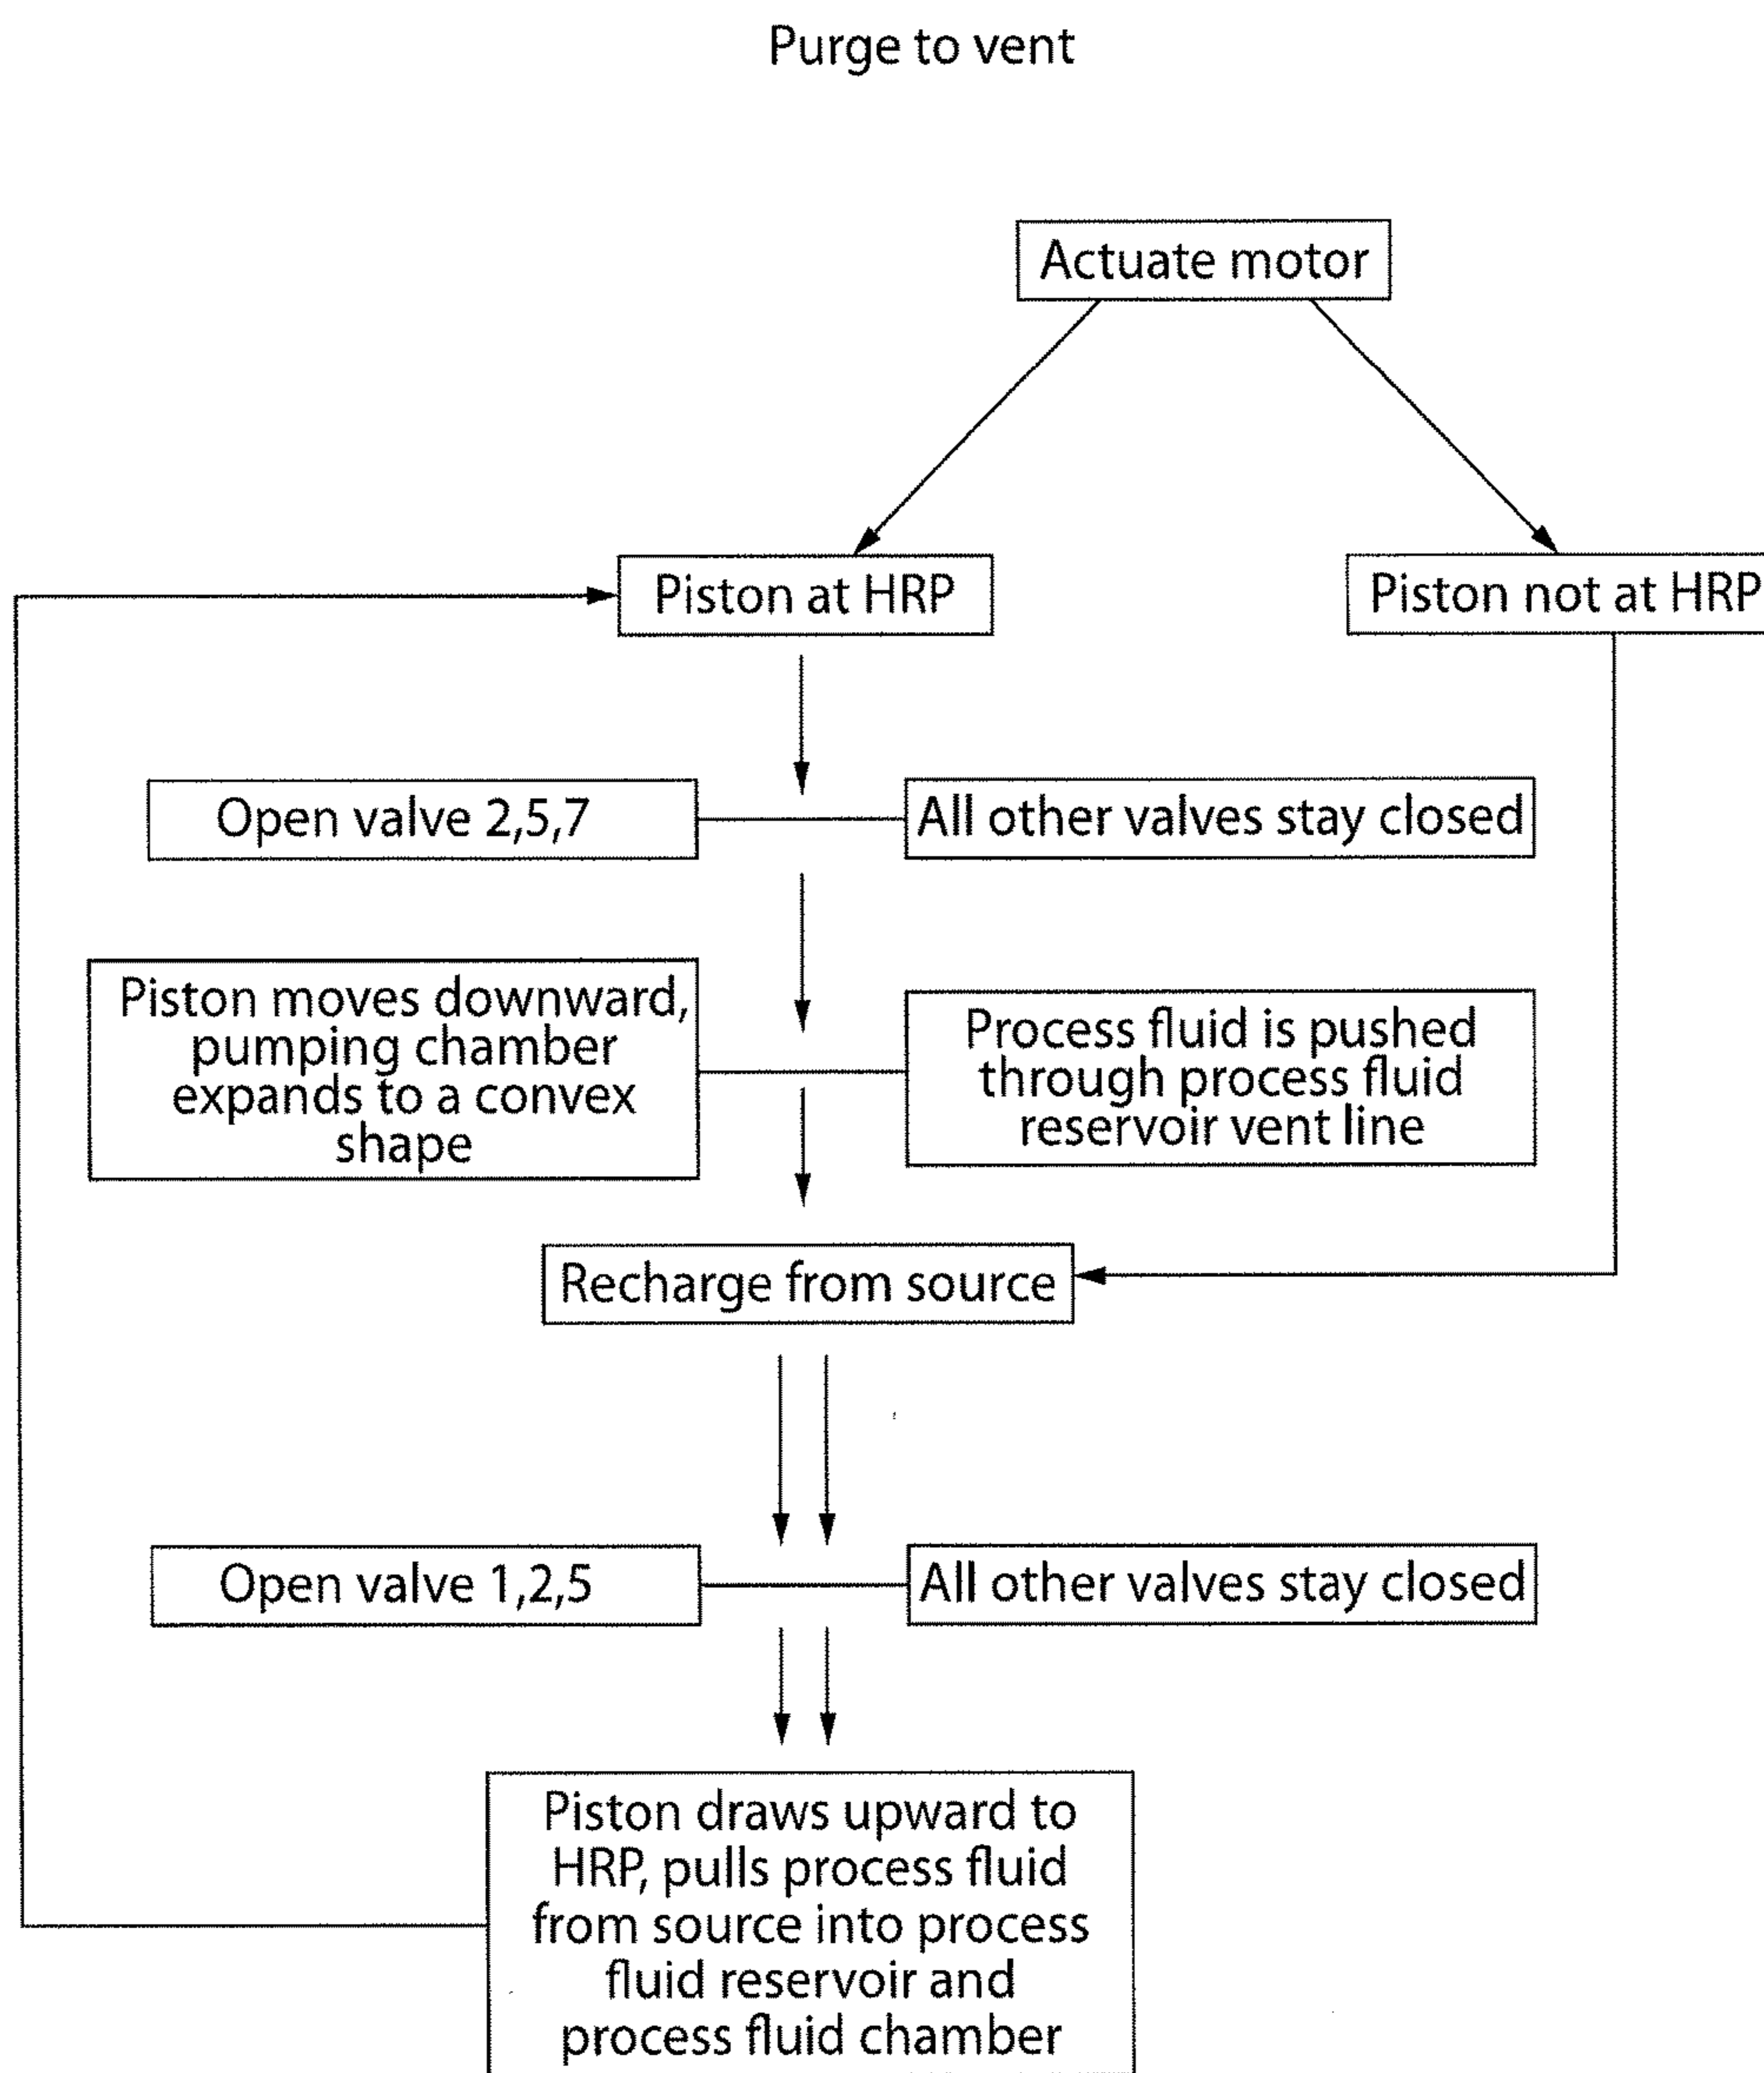 Purge to vent
Actuate motor
Piston at HRP
Piston not at HRP
Open valve 2,5,7
All other valves stay closed
Piston moves downward,
pumping chamber
expands to a convex
shape
Process fluid is pushed
through process fluid
reservoir vent line
Recharge from source
Open valve 1,2,5
All other valves stay closed
Piston draws upward to
HRP, pulls process fluid
from source into process
fluid reservoir and
process fluid chamber